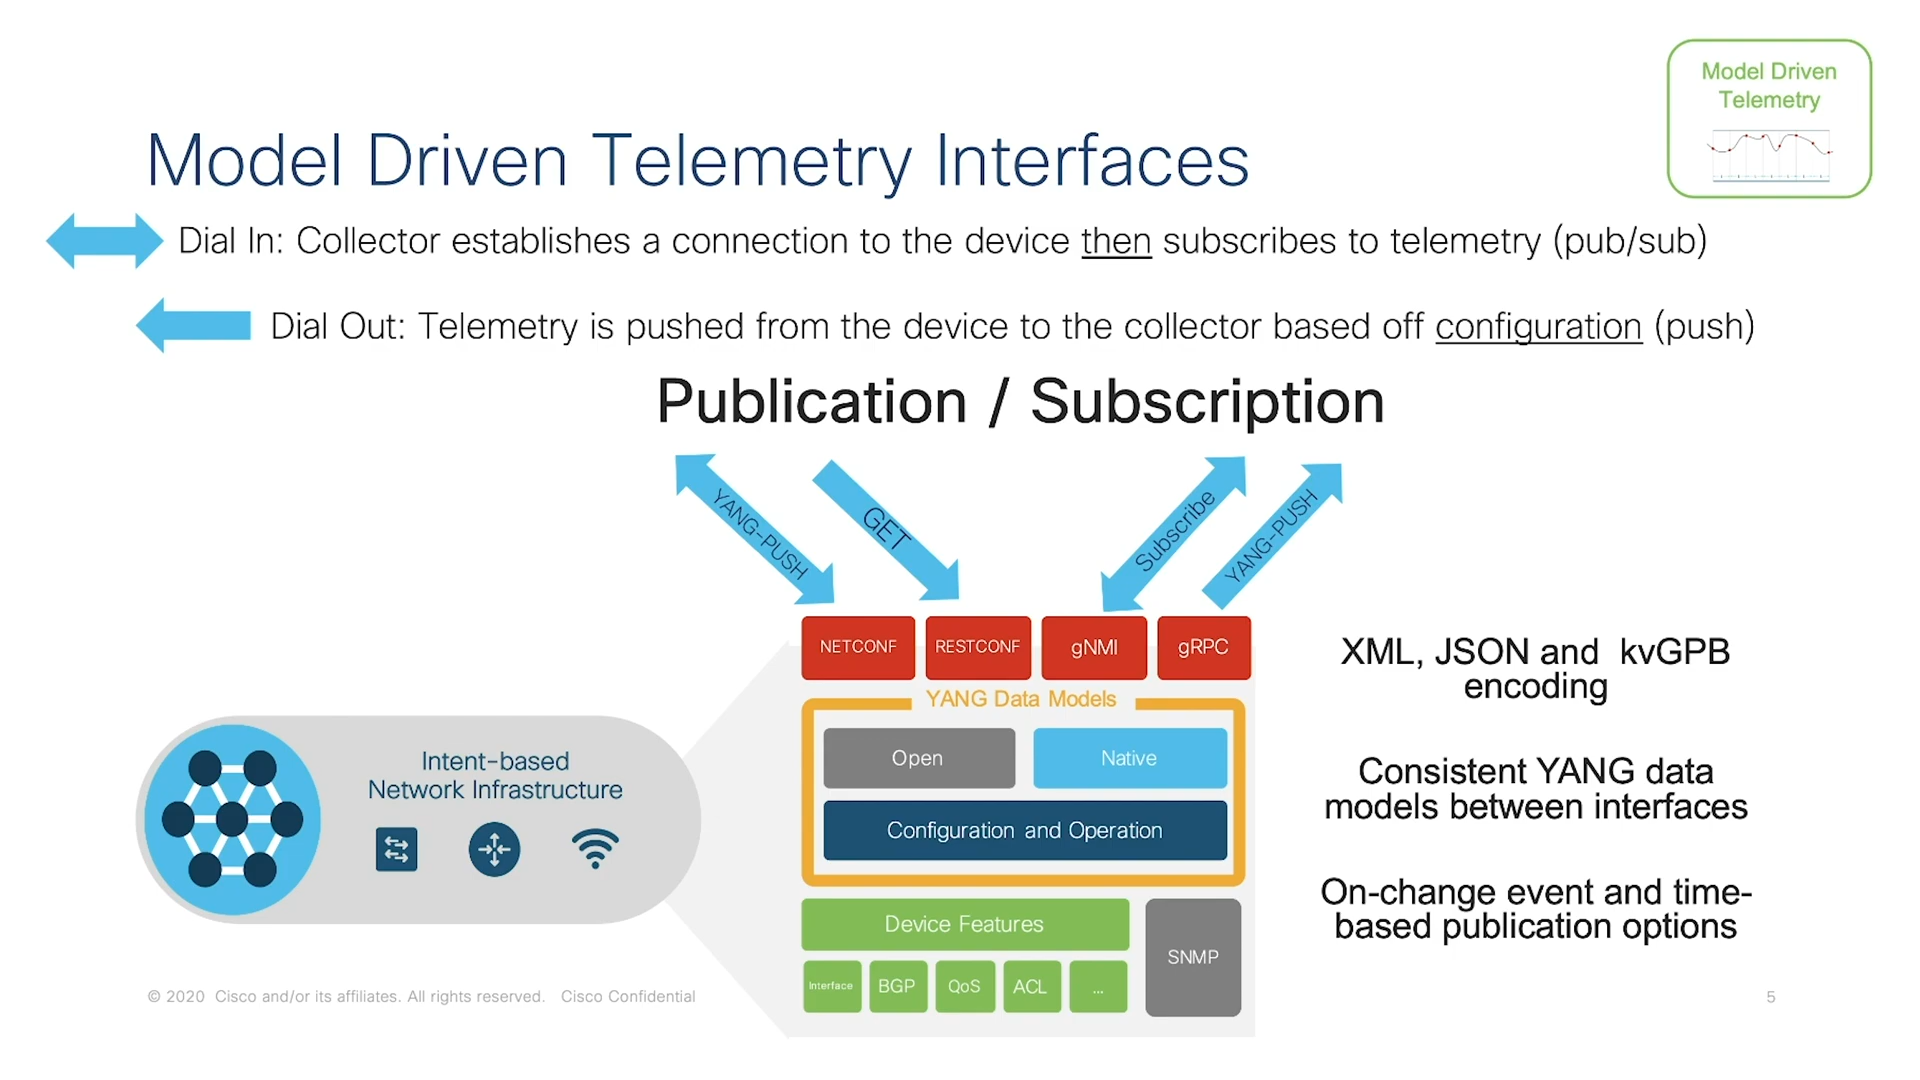 Model Driven
Telemetry
Model Driven Telemetry Interfaces
Dial In: Collector establishes a connection to the device then subscribes to telemetry (pub/sub)
Dial Out: Telemetry is pushed from the device to the collector based off configuration (push)
Publication / Subscription
YANG-PUSH
GET
Subscribe
YANG-PUSH
NETCONF
RESTCONF
gNMI
gRPC
YANG Data Models
Open
Native
Configuration and Operation
Device Features
Interface
BGP
QoS
ACL
...
SNMP
Intent-based
Network Infrastructure
XML, JSON and kvGPB
encoding
Consistent YANG data
models between interfaces
On-change event and time-
based publication options
© 2020 Cisco and/or its affiliates. All rights reserved. Cisco Confidential
5